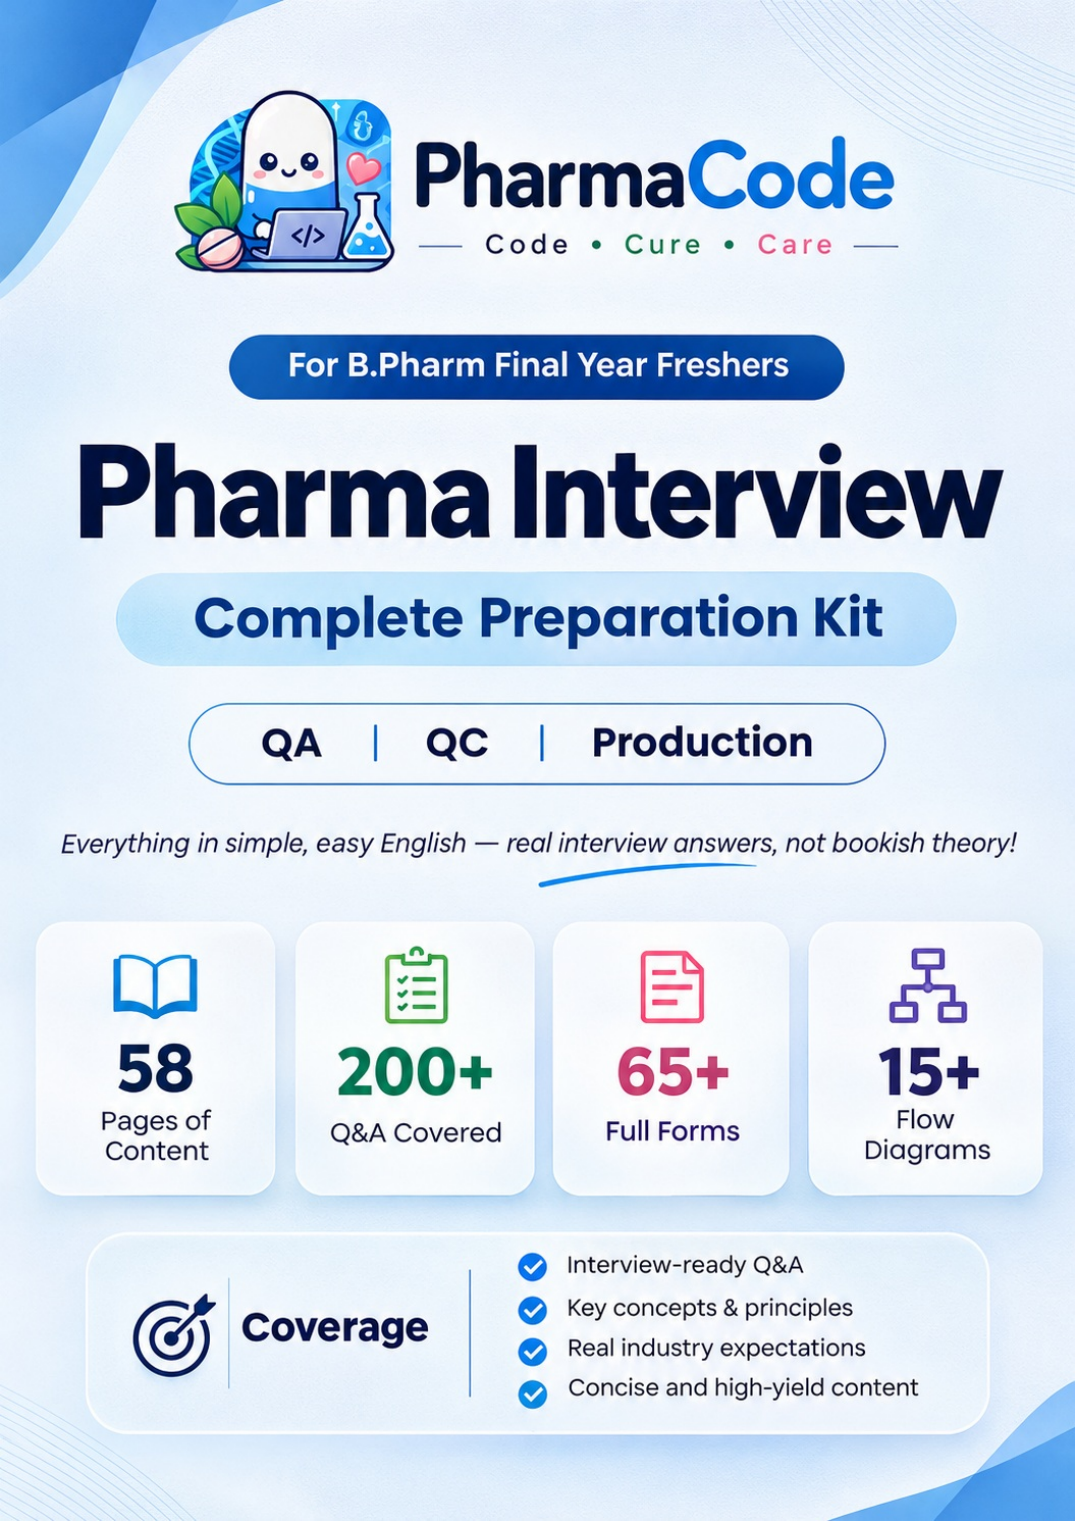 PharmaCode
Code • Cure • Care
</>
For B.Pharm Final Year Freshers
Pharma Interview
Complete Preparation Kit
QA | QC | Production
Everything in simple, easy English — real interview answers, not bookish theory!
58
Pages of
Content
200+
Q&A Covered
65+
Full Forms
15+
Flow
Diagrams
Coverage
Interview-ready Q&A
Key concepts & principles
Real industry expectations
Concise and high-yield content